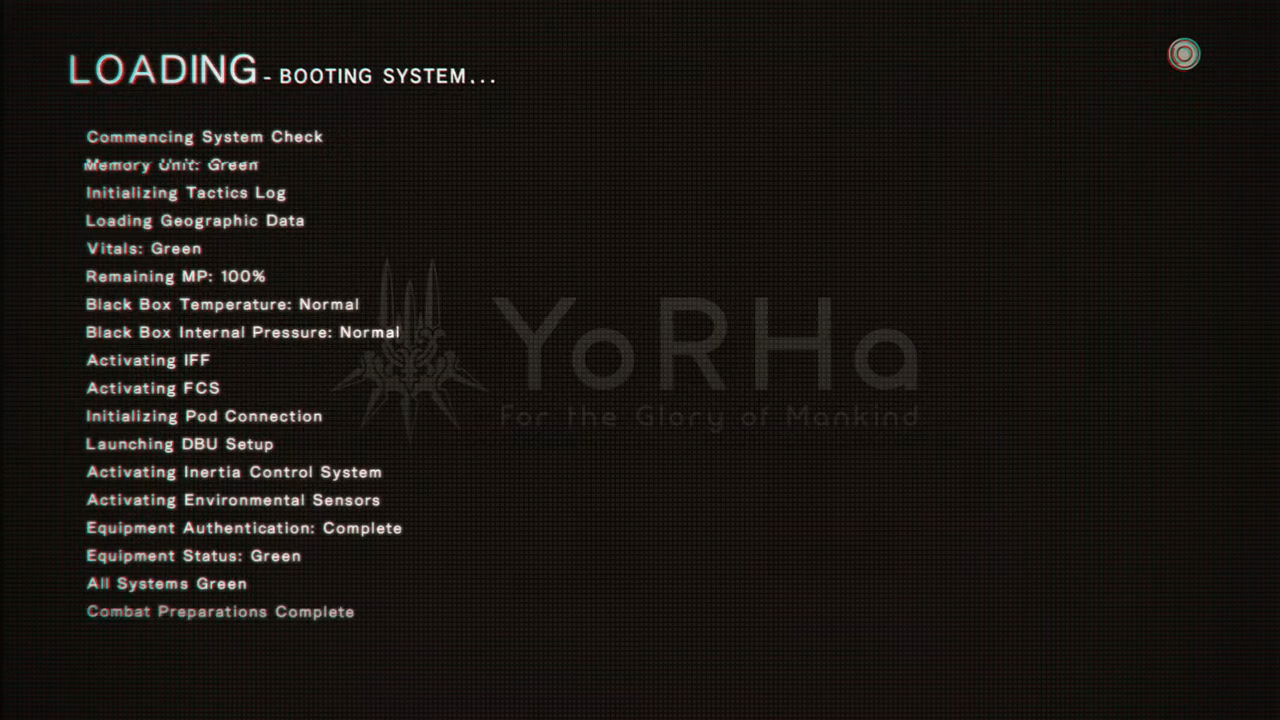 LOADING - BOOTING SYSTEM...
Commencing System Check
Memory Unit: Green
Initializing Tactics Log
Loading Geographic Data
Vitals: Green
Remaining MP: 100%
Black Box Temperature: Normal
Black Box Internal Pressure: Normal
Activating IFF
Activating FCS
Initializing Pod Connection
Launching DBU Setup
Activating Inertia Control System
Activating Environmental Sensors
Equipment Authentication: Complete
Equipment Status: Green
All Systems Green
Combat Preparations Complete
YoRHa
For the Glory of Mankind